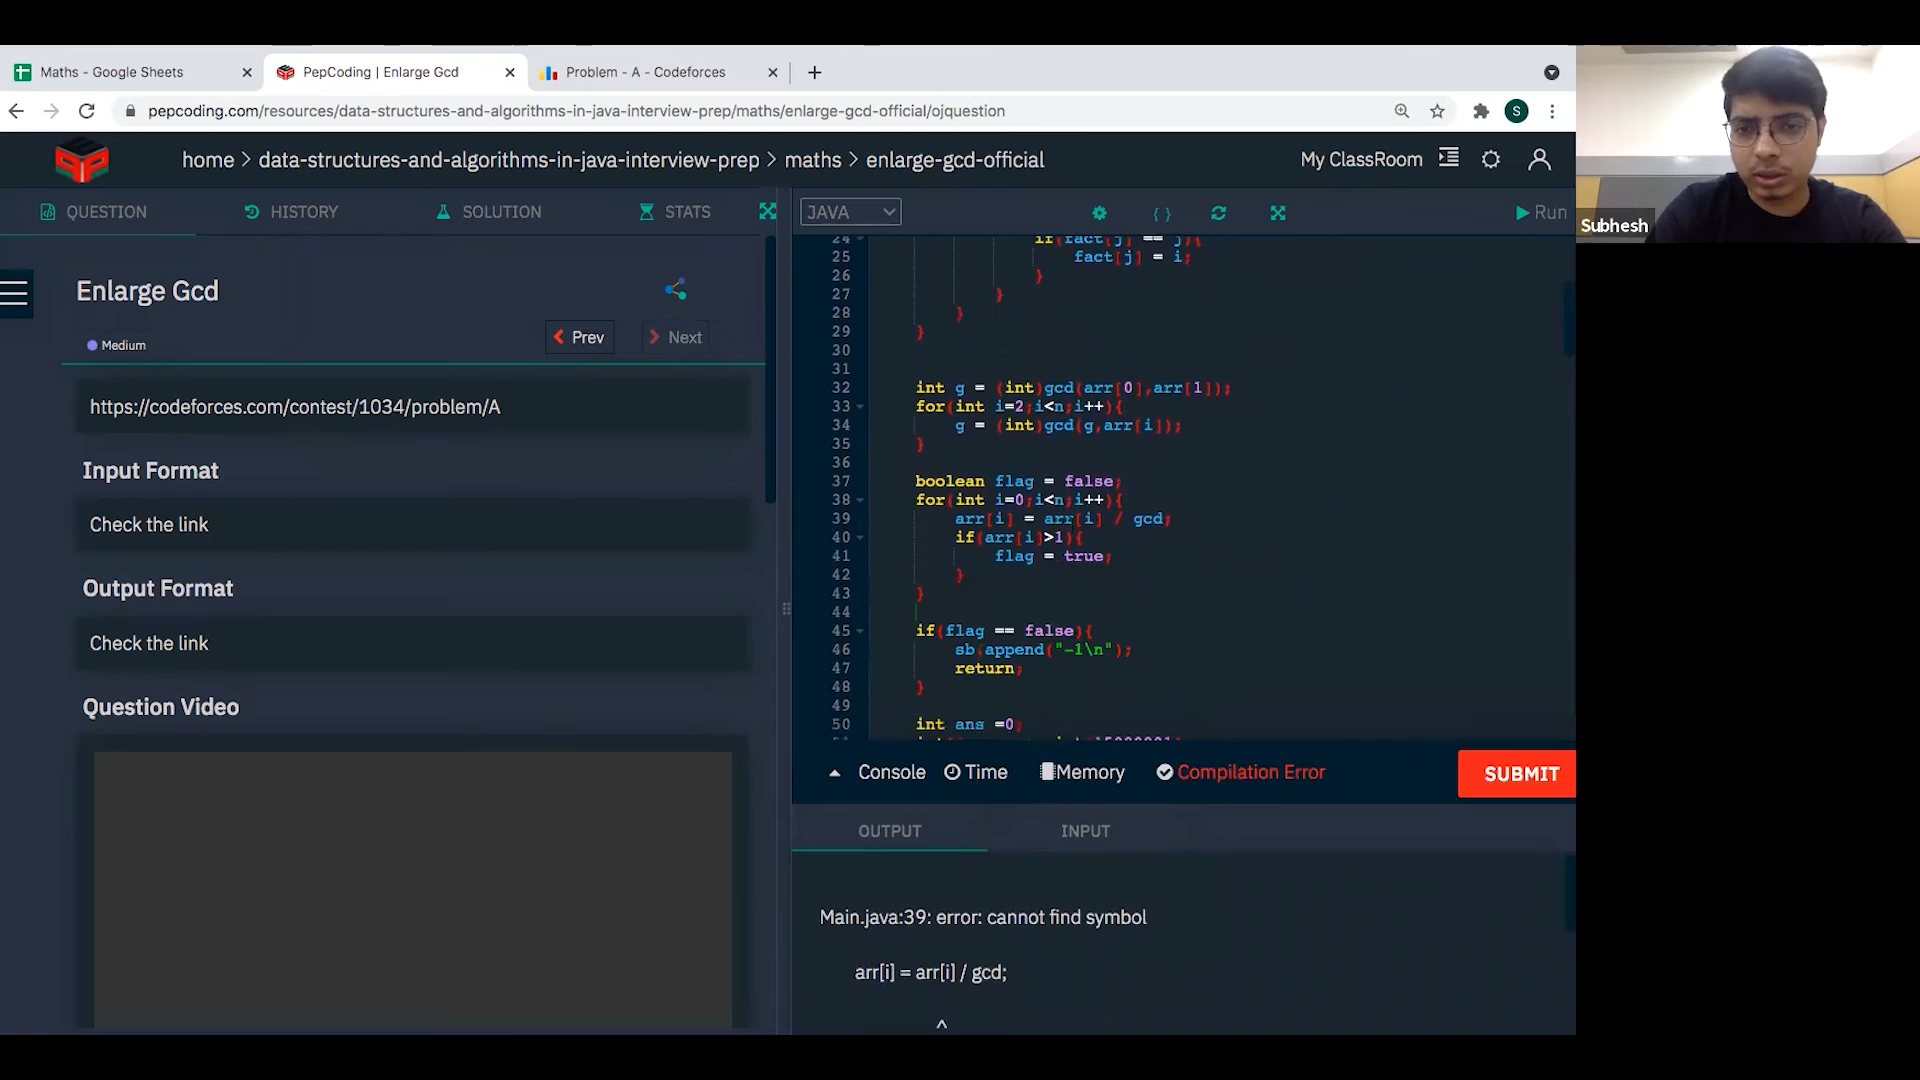 Maths - Google Sheets
PepCoding | Enlarge Gcd
Problem - A - Codeforces
pepcoding.com/resources/data-structures-and-algorithms-in-java-interview-prep/maths/enlarge-gcd-official/ojquestion
S
home > data-structures-and-algorithms-in-java-interview-prep > maths > enlarge-gcd-official
My ClassRoom
QUESTION
HISTORY
SOLUTION
STATS
JAVA
Run
Subhesh
Enlarge Gcd
Prev
Next
Medium
https://codeforces.com/contest/1034/problem/A
Input Format
Check the link
Output Format
Check the link
Question Video
24 if(fact[j] == j){
25 fact[j] = i;
26 }
27 }
28 }
29 }
30
31
32 int g = (int)gcd(arr[0],arr[1]);
33 for(int i=2;i<n;i++){
34 g = (int)gcd(g,arr[i]);
35 }
36
37 boolean flag = false;
38 for(int i=0;i<n;i++){
39 arr[i] = arr[i] / gcd;
40 if(arr[i]>1){
41 flag = true;
42 }
43 }
44
45 if(flag == false){
46 sb.append("-1\n");
47 return;
48 }
49
50 int ans =0;
Console
Time
Memory
Compilation Error
SUBMIT
OUTPUT
INPUT
Main.java:39: error: cannot find symbol
arr[i] = arr[i] / gcd;
^